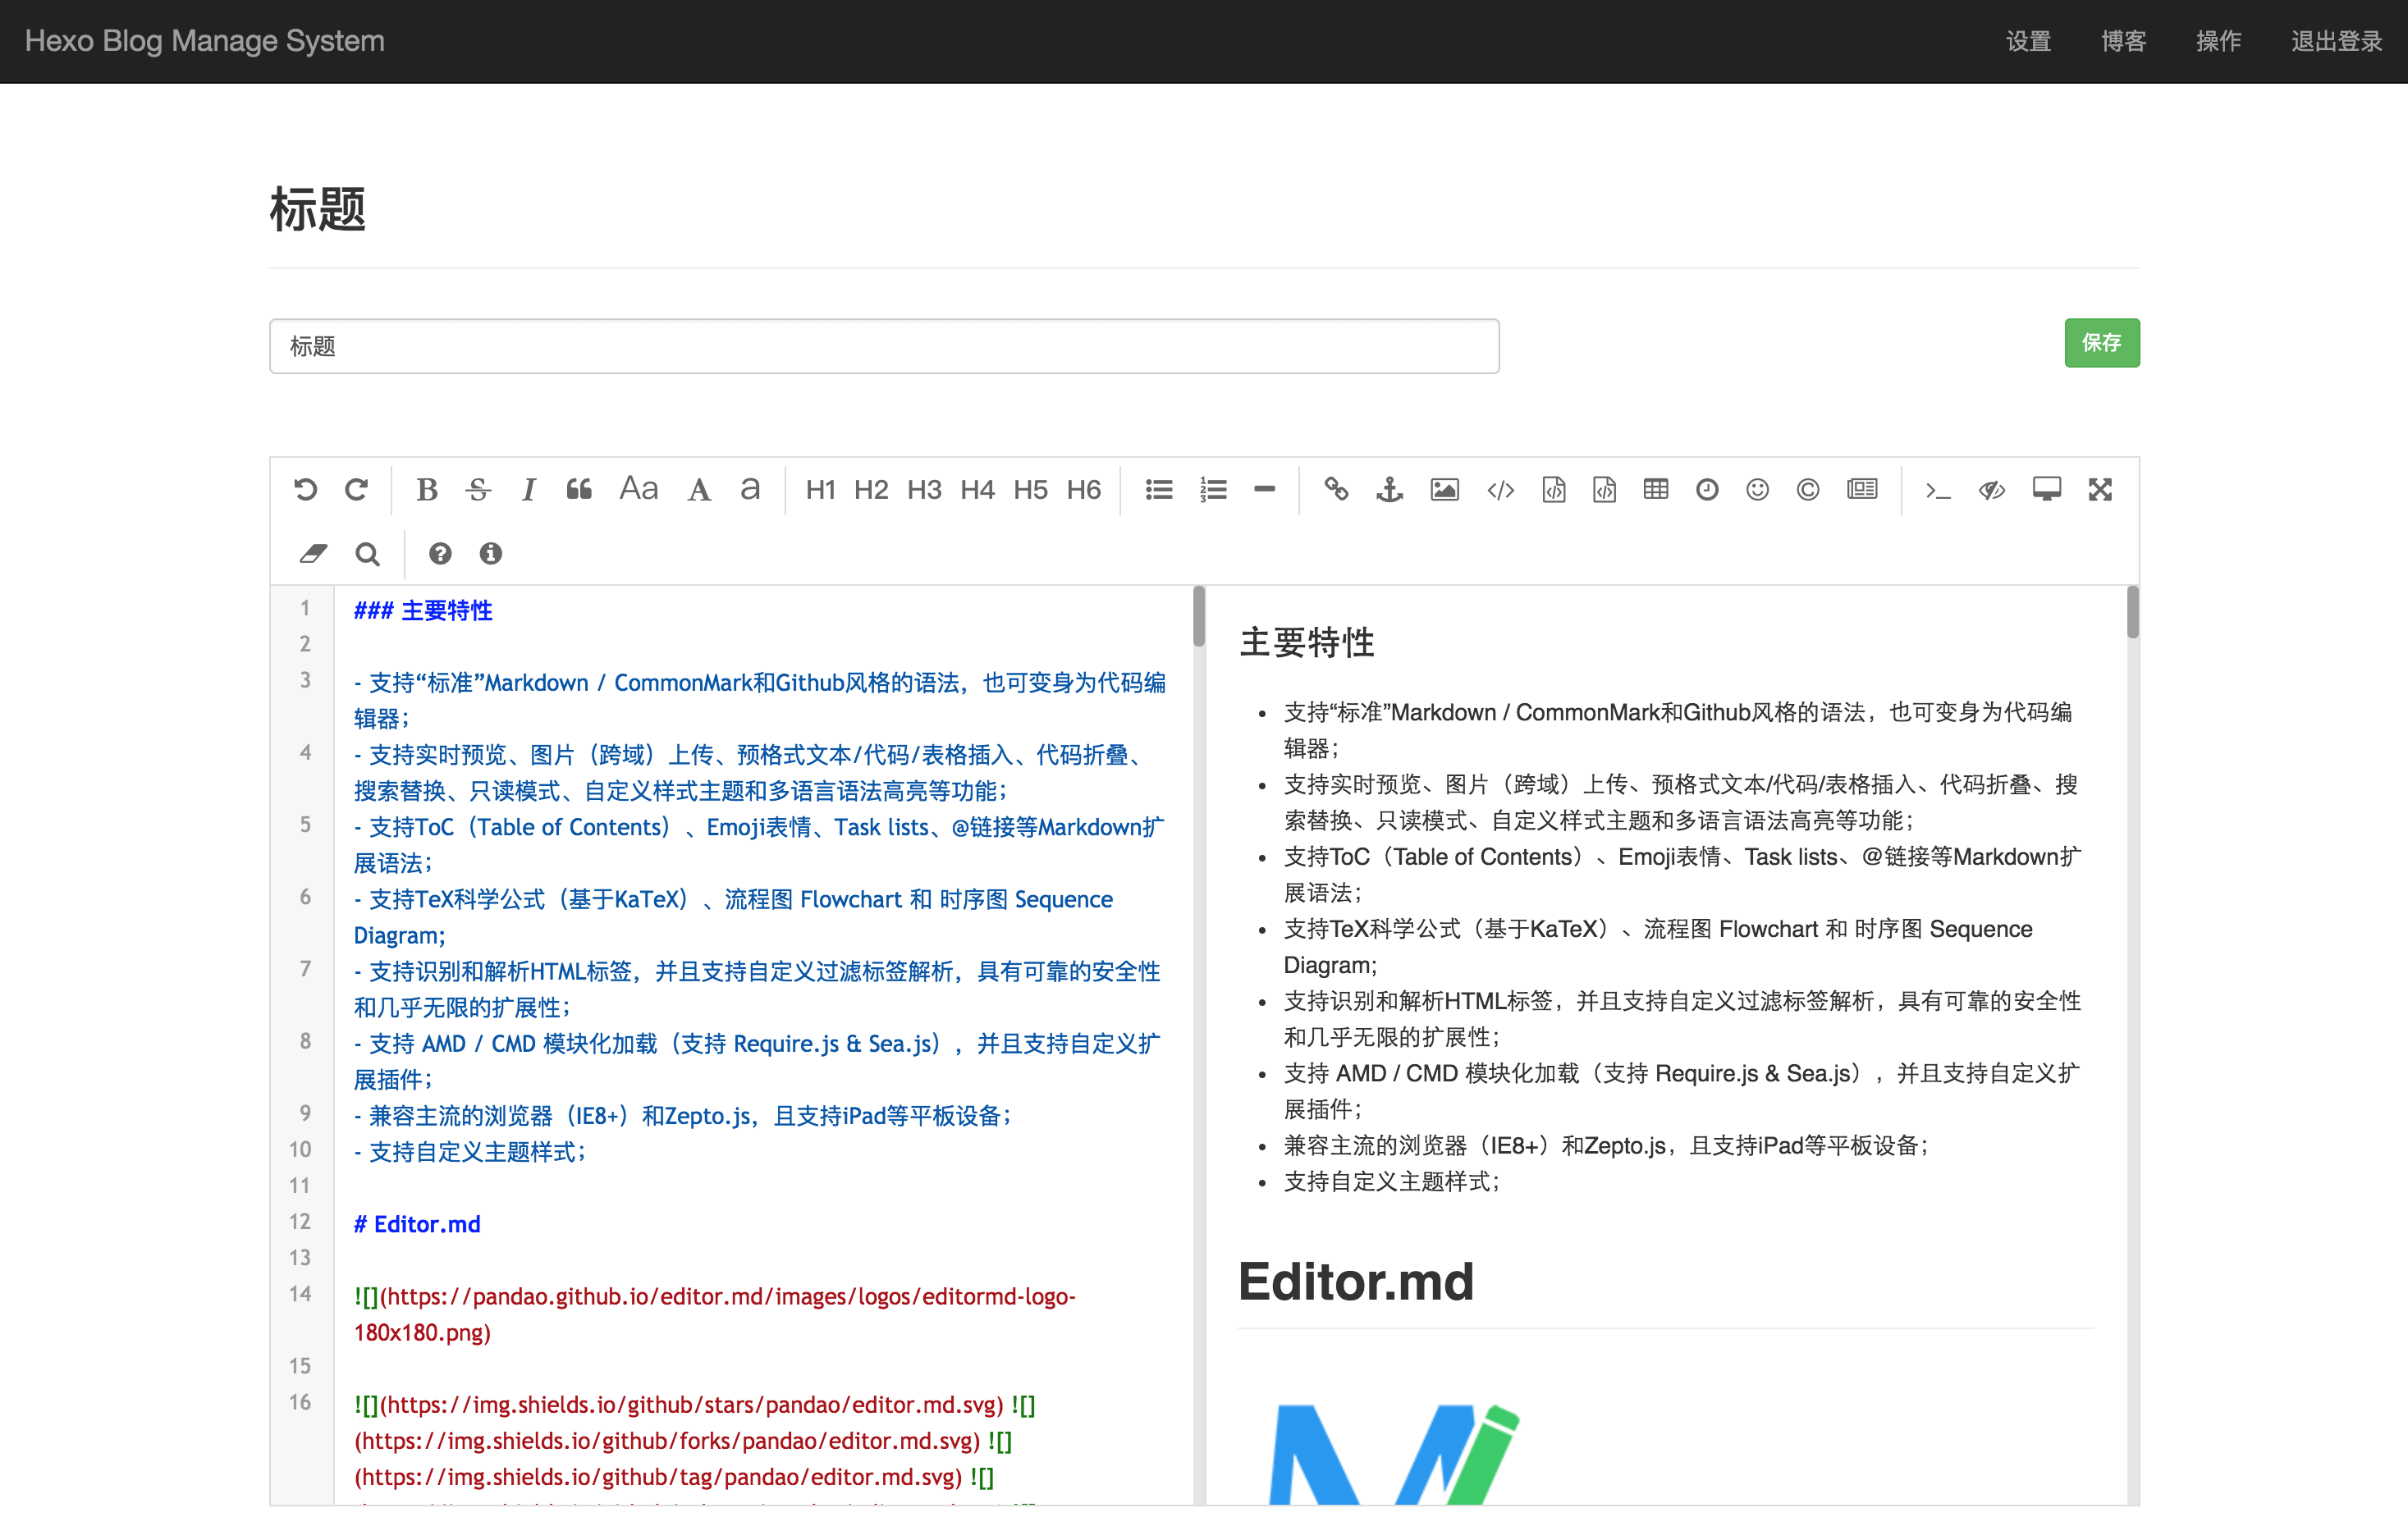 Hexo Blog Manage System
设置 博客 操作 退出登录
标题
标题
保存
B S I Aa A a H1 H2 H3 H4 H5 H6
1 ### 主要特性
2
3 - 支持“标准”Markdown / CommonMark和Github风格的语法，也可变身为代码编
辑器；
4 - 支持实时预览、图片（跨域）上传、预格式文本/代码/表格插入、代码折叠、
搜索替换、只读模式、自定义样式主题和多语言语法高亮等功能；
5 - 支持ToC（Table of Contents）、Emoji表情、Task lists、@链接等Markdown扩
展语法；
6 - 支持TeX科学公式（基于KaTeX）、流程图 Flowchart 和 时序图 Sequence
Diagram;
7 - 支持识别和解析HTML标签，并且支持自定义过滤标签解析，具有可靠的安全性
和几乎无限的扩展性；
8 - 支持 AMD / CMD 模块化加载（支持 Require.js & Sea.js），并且支持自定义扩
展插件；
9 - 兼容主流的浏览器（IE8+）和Zepto.js，且支持iPad等平板设备；
10 - 支持自定义主题样式；
11
12 # Editor.md
13
14 ![](https://pandao.github.io/editor.md/images/logos/editormd-logo-
180x180.png)
15
16 ![](https://img.shields.io/github/stars/pandao/editor.md.svg) ![]
(https://img.shields.io/github/forks/pandao/editor.md.svg) ![]
(https://img.shields.io/github/tag/pandao/editor.md.svg) ![]
主要特性
• 支持“标准”Markdown / CommonMark和Github风格的语法，也可变身为代码编
辑器；
• 支持实时预览、图片（跨域）上传、预格式文本/代码/表格插入、代码折叠、搜
索替换、只读模式、自定义样式主题和多语言语法高亮等功能；
• 支持ToC（Table of Contents）、Emoji表情、Task lists、@链接等Markdown扩
展语法；
• 支持TeX科学公式（基于KaTeX）、流程图 Flowchart 和 时序图 Sequence
Diagram;
• 支持识别和解析HTML标签，并且支持自定义过滤标签解析，具有可靠的安全性
和几乎无限的扩展性；
• 支持 AMD / CMD 模块化加载（支持 Require.js & Sea.js），并且支持自定义扩
展插件；
• 兼容主流的浏览器（IE8+）和Zepto.js，且支持iPad等平板设备；
• 支持自定义主题样式；
Editor.md